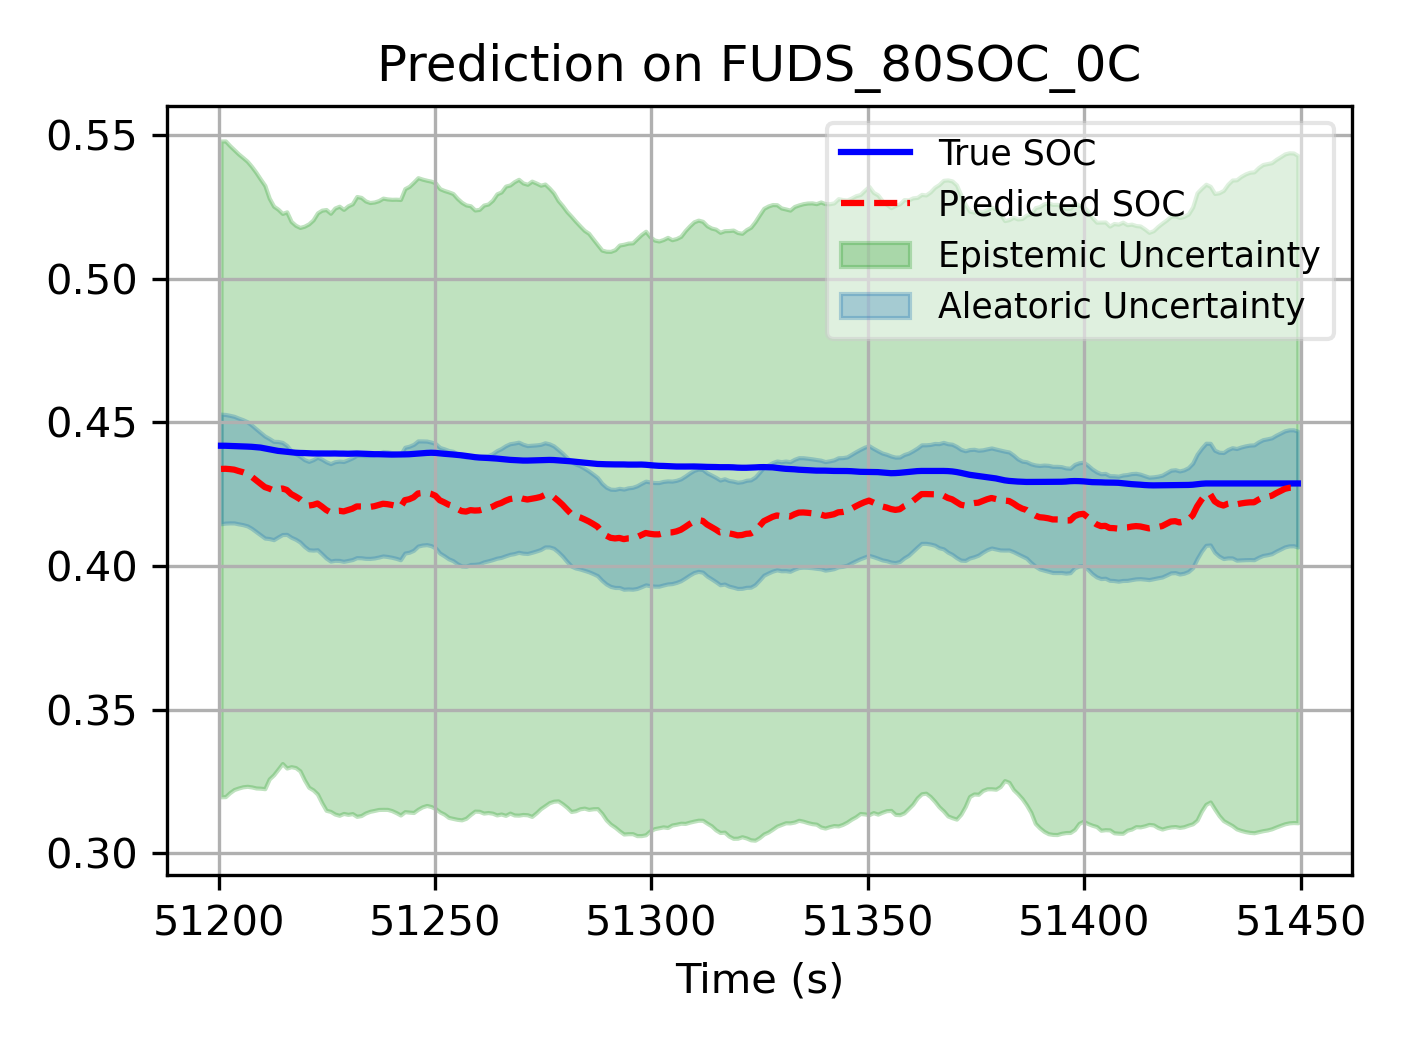 Prediction on FUDS_80SOC_0C
True SOC
Predicted SOC
Epistemic Uncertainty
Aleatoric Uncertainty
0.55
0.50
0.45
0.40
0.35
0.30
51200 51250 51300 51350 51400 51450
Time (s)